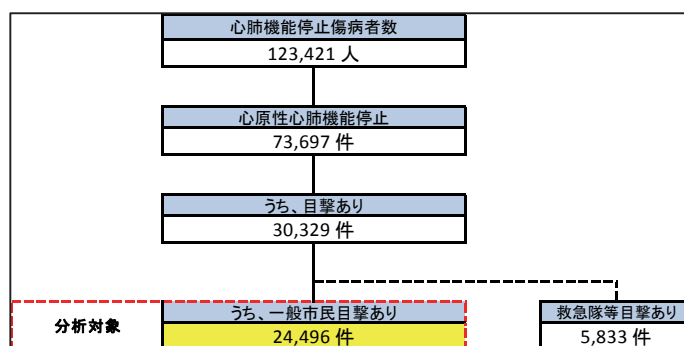 心肺機能停止傷病者数
123,421 人
心原性心肺機能停止
73,697 件
うち、目撃あり
30,329 件
分析対象
うち、一般市民目撃あり
24,496 件
救急隊等目撃あり
5,833 件